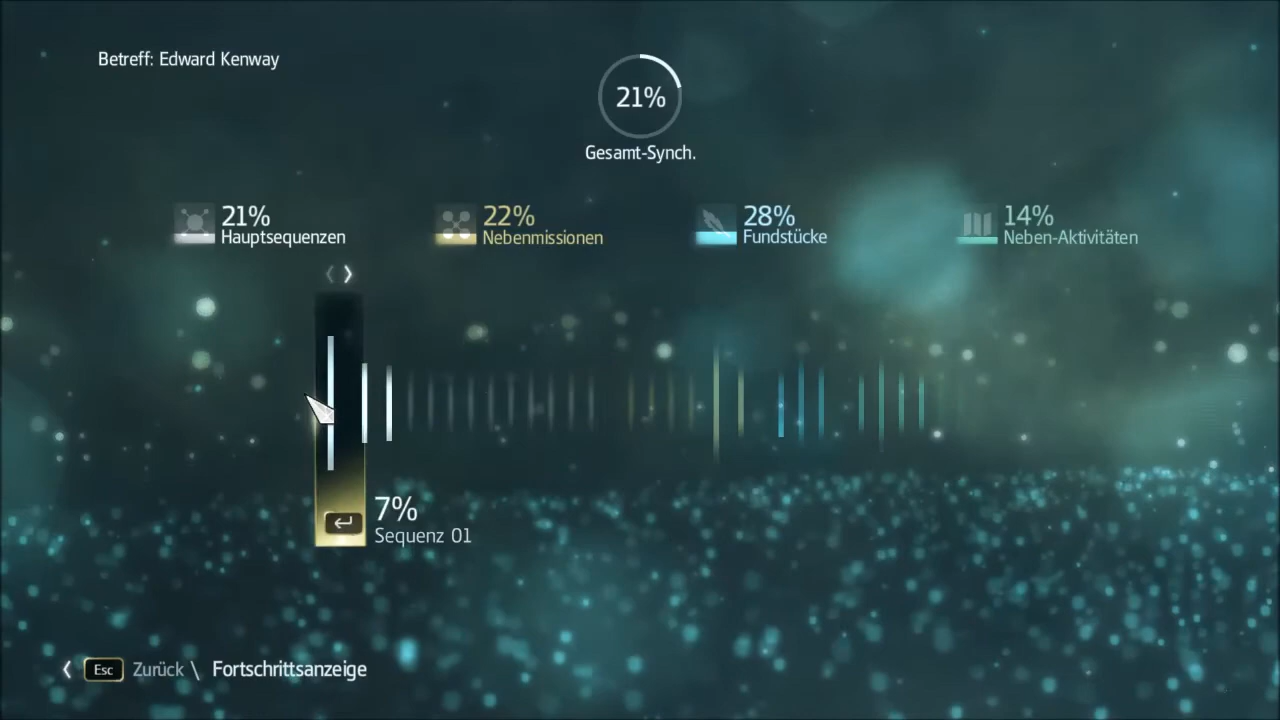 Betreff: Edward Kenway
21%
Gesamt-Synch.
21%
Hauptsequenzen
22%
Nebenmissionen
28%
Fundstücke
14%
Neben-Aktivitäten
7%
Sequenz 01
Esc Zurück \ Fortschrittsanzeige